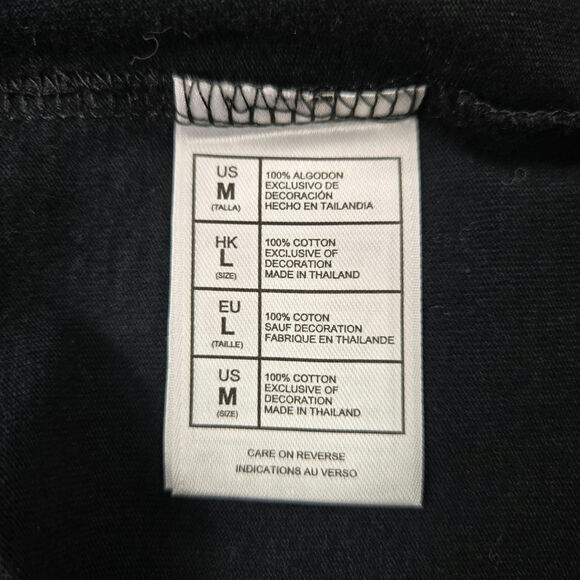 US
M
(TALLA)
100% ALGODON
EXCLUSIVO DE
DECORACIÓN
HECHO EN TAILANDIA
HK
L
(SIZE)
100% COTTON
EXCLUSIVE OF
DECORATION
MADE IN THAILAND
EU
L
(TAILLE)
100% COTON
SAUF DECORATION
FABRIQUE EN THAILANDE
US
M
(SIZE)
100% COTTON
EXCLUSIVE OF
DECORATION
MADE IN THAILAND
CARE ON REVERSE
INDICATIONS AU VERSO